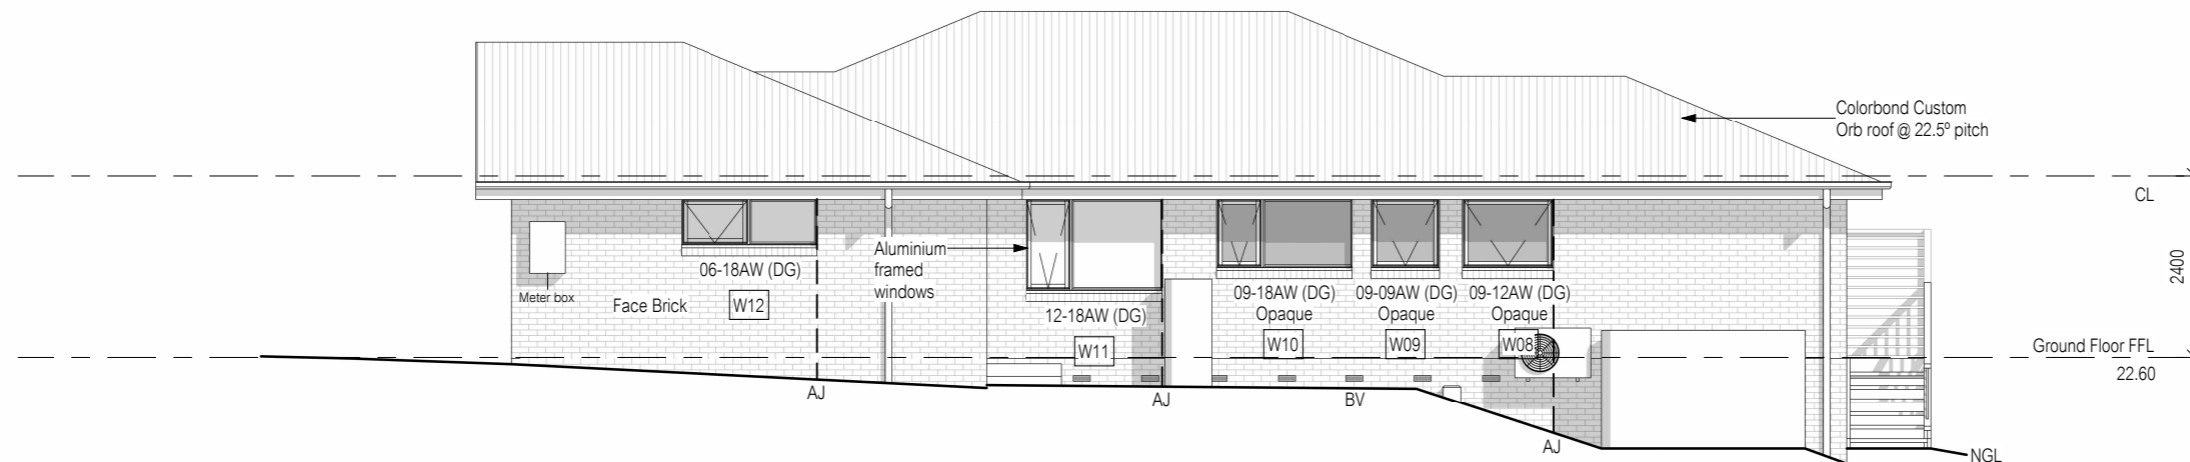 Colorbond Custom
Orb roof @ 22.5º pitch
CL
2400
Ground Floor FFL
22.60
NGL
Meter box
Face Brick
06-18AW (DG)
W12
Aluminium
framed
windows
12-18AW (DG)
W11
09-18AW (DG)
Opaque
W10
09-09AW (DG)
Opaque
W09
09-12AW (DG)
Opaque
W08
AJ
AJ
BV
AJ